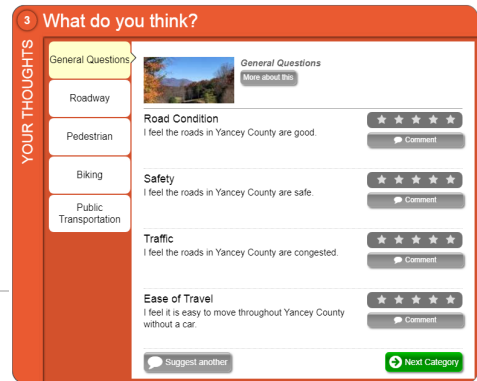 3 What do you think?
YOUR THOUGHTS
General Questions
Roadway
Pedestrian
Biking
Public
Transportation
General Questions
More about this
Road Condition
I feel the roads in Yancey County are good.
Comment
Safety
I feel the roads in Yancey County are safe.
Comment
Traffic
I feel the roads in Yancey County are congested.
Comment
Ease of Travel
I feel it is easy to move throughout Yancey County
without a car.
Comment
Suggest another
Next Category